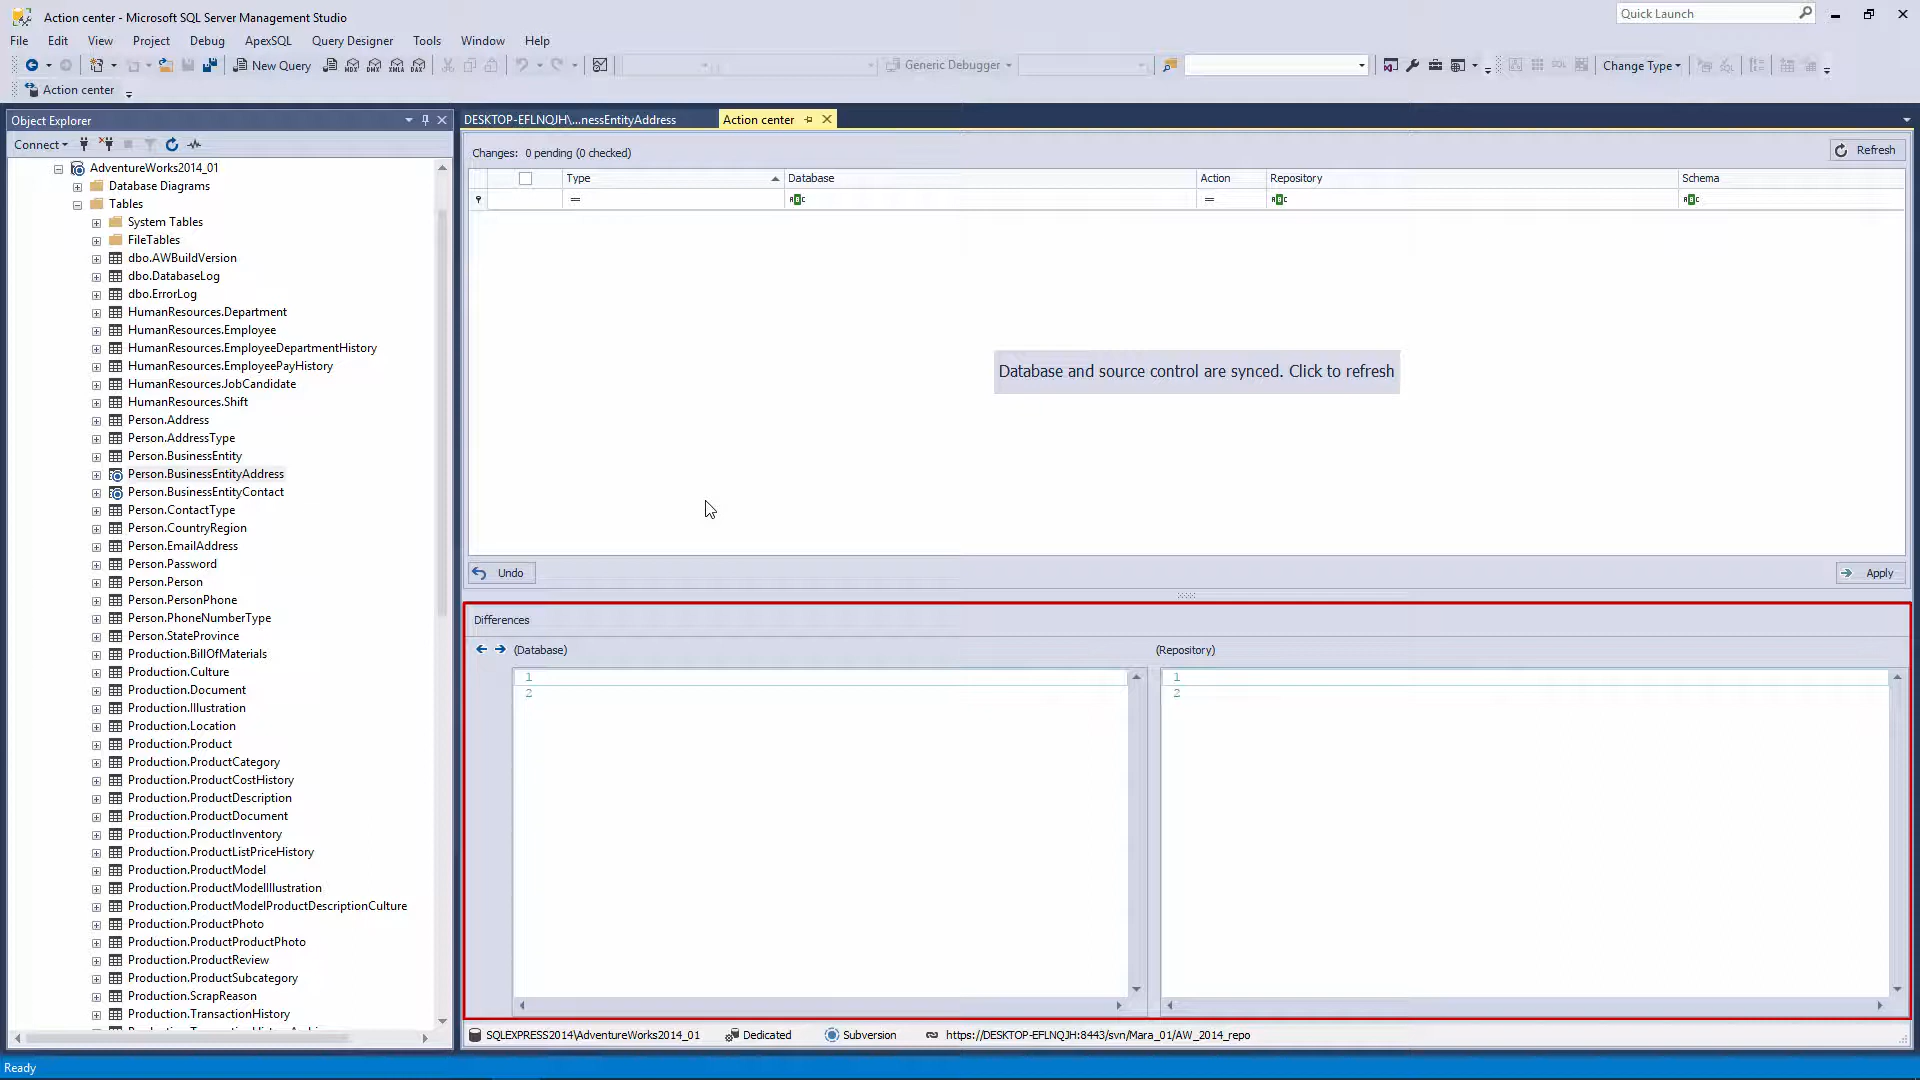 Action center - Microsoft SQL Server Management Studio
Quick Launch
File Edit View Project Debug ApexSQL Query Designer Tools Window Help
New Query
Generic Debugger
Change Type
Action center
Object Explorer
DESKTOP-EFLNQJH\...nessEntityAddress
Action center
Connect
Changes: 0 pending (0 checked)
Refresh
Type Database Action Repository Schema
Database and source control are synced. Click to refresh
AdventureWorks2014_01
Database Diagrams
Tables
System Tables
FileTables
dbo.AWBuildVersion
dbo.DatabaseLog
dbo.ErrorLog
HumanResources.Department
HumanResources.Employee
HumanResources.EmployeeDepartmentHistory
HumanResources.EmployeePayHistory
HumanResources.JobCandidate
HumanResources.Shift
Person.Address
Person.AddressType
Person.BusinessEntity
Person.BusinessEntityAddress
Person.BusinessEntityContact
Person.ContactType
Person.CountryRegion
Person.EmailAddress
Person.Password
Person.Person
Person.PersonPhone
Person.PhoneNumberType
Person.StateProvince
Production.BillOfMaterials
Production.Culture
Production.Document
Production.Illustration
Production.Location
Production.Product
Production.ProductCategory
Production.ProductCostHistory
Production.ProductDescription
Production.ProductDocument
Production.ProductInventory
Production.ProductListPriceHistory
Production.ProductModel
Production.ProductModelIllustration
Production.ProductModelProductDescriptionCulture
Production.ProductPhoto
Production.ProductProductPhoto
Production.ProductReview
Production.ProductSubcategory
Production.ScrapReason
Production.TransactionHistory
Undo
Apply
Differences
(Database)
(Repository)
1
2
1
2
SQLEXPRESS2014\AdventureWorks2014_01 Dedicated Subversion https://DESKTOP-EFLNQJH:8443/svn/Mara_01/AW_2014_repo
Ready